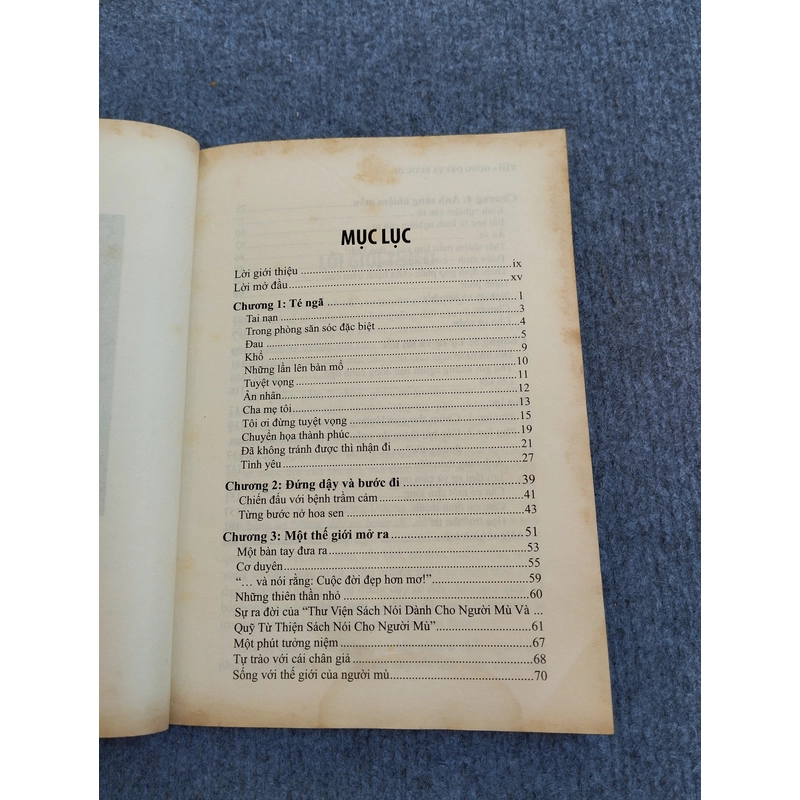 MỤC LỤC
Lời giới thiệu ............ ix
Lời mở đầu............ xv
Chương 1: Té ngã ............ 1
Tai nạn ............ 3
Trong phòng săn sóc đặc biệt ............ 4
Đau ............ 5
Khổ ............ 9
Những lần lên bàn mổ ............ 10
Tuyệt vọng ............ 11
Ân nhân............ 12
Cha mẹ tôi............ 13
Tôi ơi đừng tuyệt vọng ............ 15
Chuyển họa thành phúc............ 19
Đã không tránh được thì nhận đi ............ 21
Tình yêu ............ 27
Chương 2: Đứng dậy và bước đi ............ 39
Chiến đấu với bệnh trầm cảm............ 41
Từng bước nở hoa sen ............ 43
Chương 3: Một thế giới mở ra ............ 51
Một bàn tay đưa ra ............ 53
Cơ duyên ............ 55
“... và nói rằng: Cuộc đời đẹp hơn mơ!”............ 59
Những thiên thần nhỏ ............ 60
Sự ra đời của “Thư Viện Sách Nói Dành Cho Người Mù Và ...
Quỹ Từ Thiện Sách Nói Cho Người Mù”............ 61
Một phút tưởng niệm ............ 67
Tự trào với cái chân giả ............ 68
Sống với thế giới của người mù............ 70